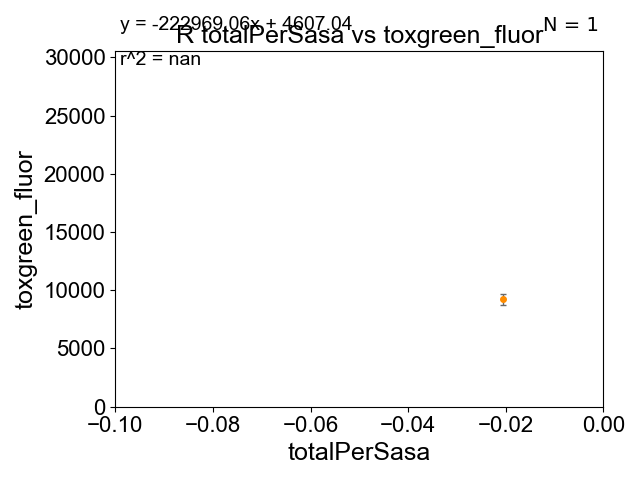 y = -222969.06x + 4607.04
N = 1
R totalPerSasa vs toxgreen_fluor
r^2 = nan
30000
25000
20000
15000
10000
5000
0
toxgreen_fluor
−0.10 −0.08 −0.06 −0.04 −0.02 0.00
totalPerSasa